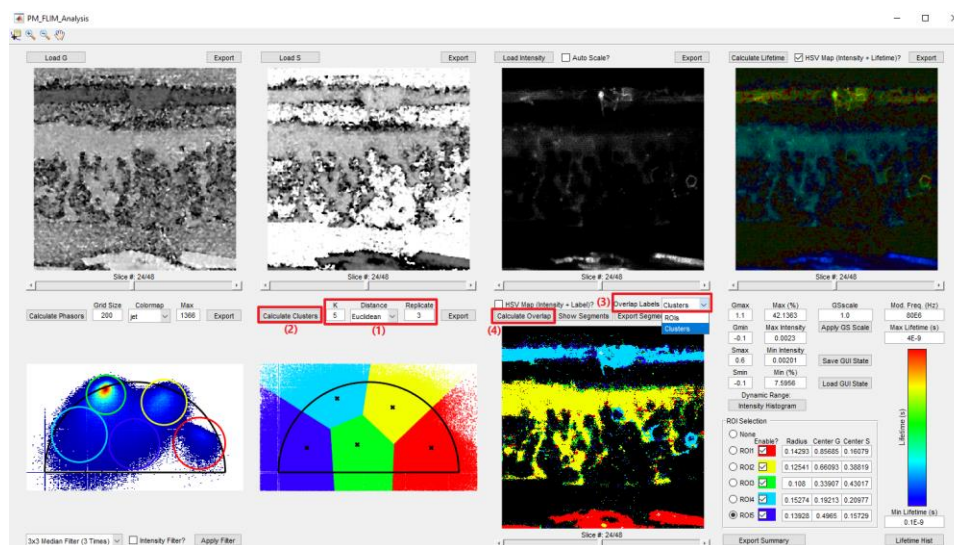 PM_FLIM_Analysis
Load G Export Load S Export Load Intensity Auto Scale? Export Calculate Lifetime HSV Map (Intensity + Lifetime)? Export
Slice #: 24/48 Slice #: 24/48 Slice #: 24/48 Slice #: 24/48
Grid Size Colormap Max
Calculate Phasors 200 jet 1366 Export
K Distance Replicate
Calculate Clusters 5 Euclidean 3 Export
(2) (1)
HSV Map (Intensity + Label)? (3) Overlap Labels Clusters
Calculate Overlap Show Segments Export Segme
ROIs
Clusters
(4)
Gmax Max (%) GSscale Mod. Freq. (Hz)
1.1 42.1363 1.0 80E6
Gmin Max Intensity Apply GS Scale Max Lifetime (s)
-0.1 0.0023 4E-9
Smax Min Intensity
0.6 0.00201 Save GUI State
Smin Min (%)
-0.1 7.5956 Load GUI State
Dynamic Range:
Intensity Histogram
ROI Selection
None
Enable? Radius Center G Center S
ROI1 0.14293 0.85685 0.16079
ROI2 0.12541 0.66093 0.38819
ROI3 0.108 0.33907 0.43017
ROI4 0.15274 0.19213 0.20977
ROI5 0.13928 0.4965 0.15729
Lifetime (s)
Min Lifetime (s)
0.1E-9
3x3 Median Filter (3 Times) Intensity Filter? Apply Filter
Slice #: 24/48
Export Summary Lifetime Hist